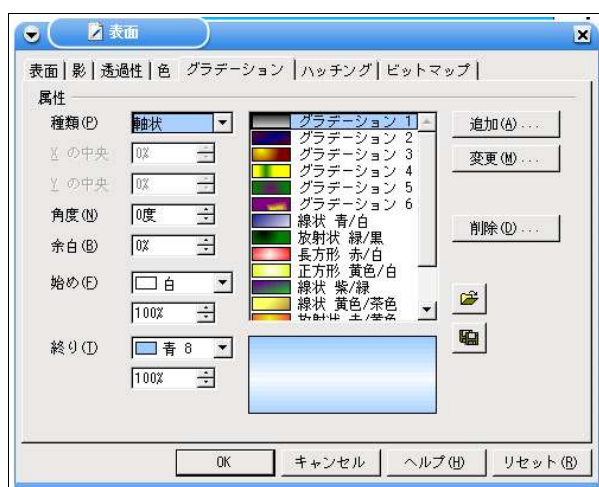 表面
表面 影 透過性 色 グラデーション ハッチング ビットマップ
属性
種類(P) 軸状
X の中央 0%
Y の中央 0%
角度(N) 0度
余白(B) 0%
始め(F) 白
100%
終り(T) 青 8
100%
グラデーション 1
グラデーション 2
グラデーション 3
グラデーション 4
グラデーション 5
グラデーション 6
線状 青/白
放射状 緑/黒
長方形 赤/白
正方形 黄色/白
線状 紫/緑
線状 黄色/茶色
放射状 赤/黄色
追加(A)...
変更(M)...
削除(D)...
OK キャンセル ヘルプ(H) リセット(R)